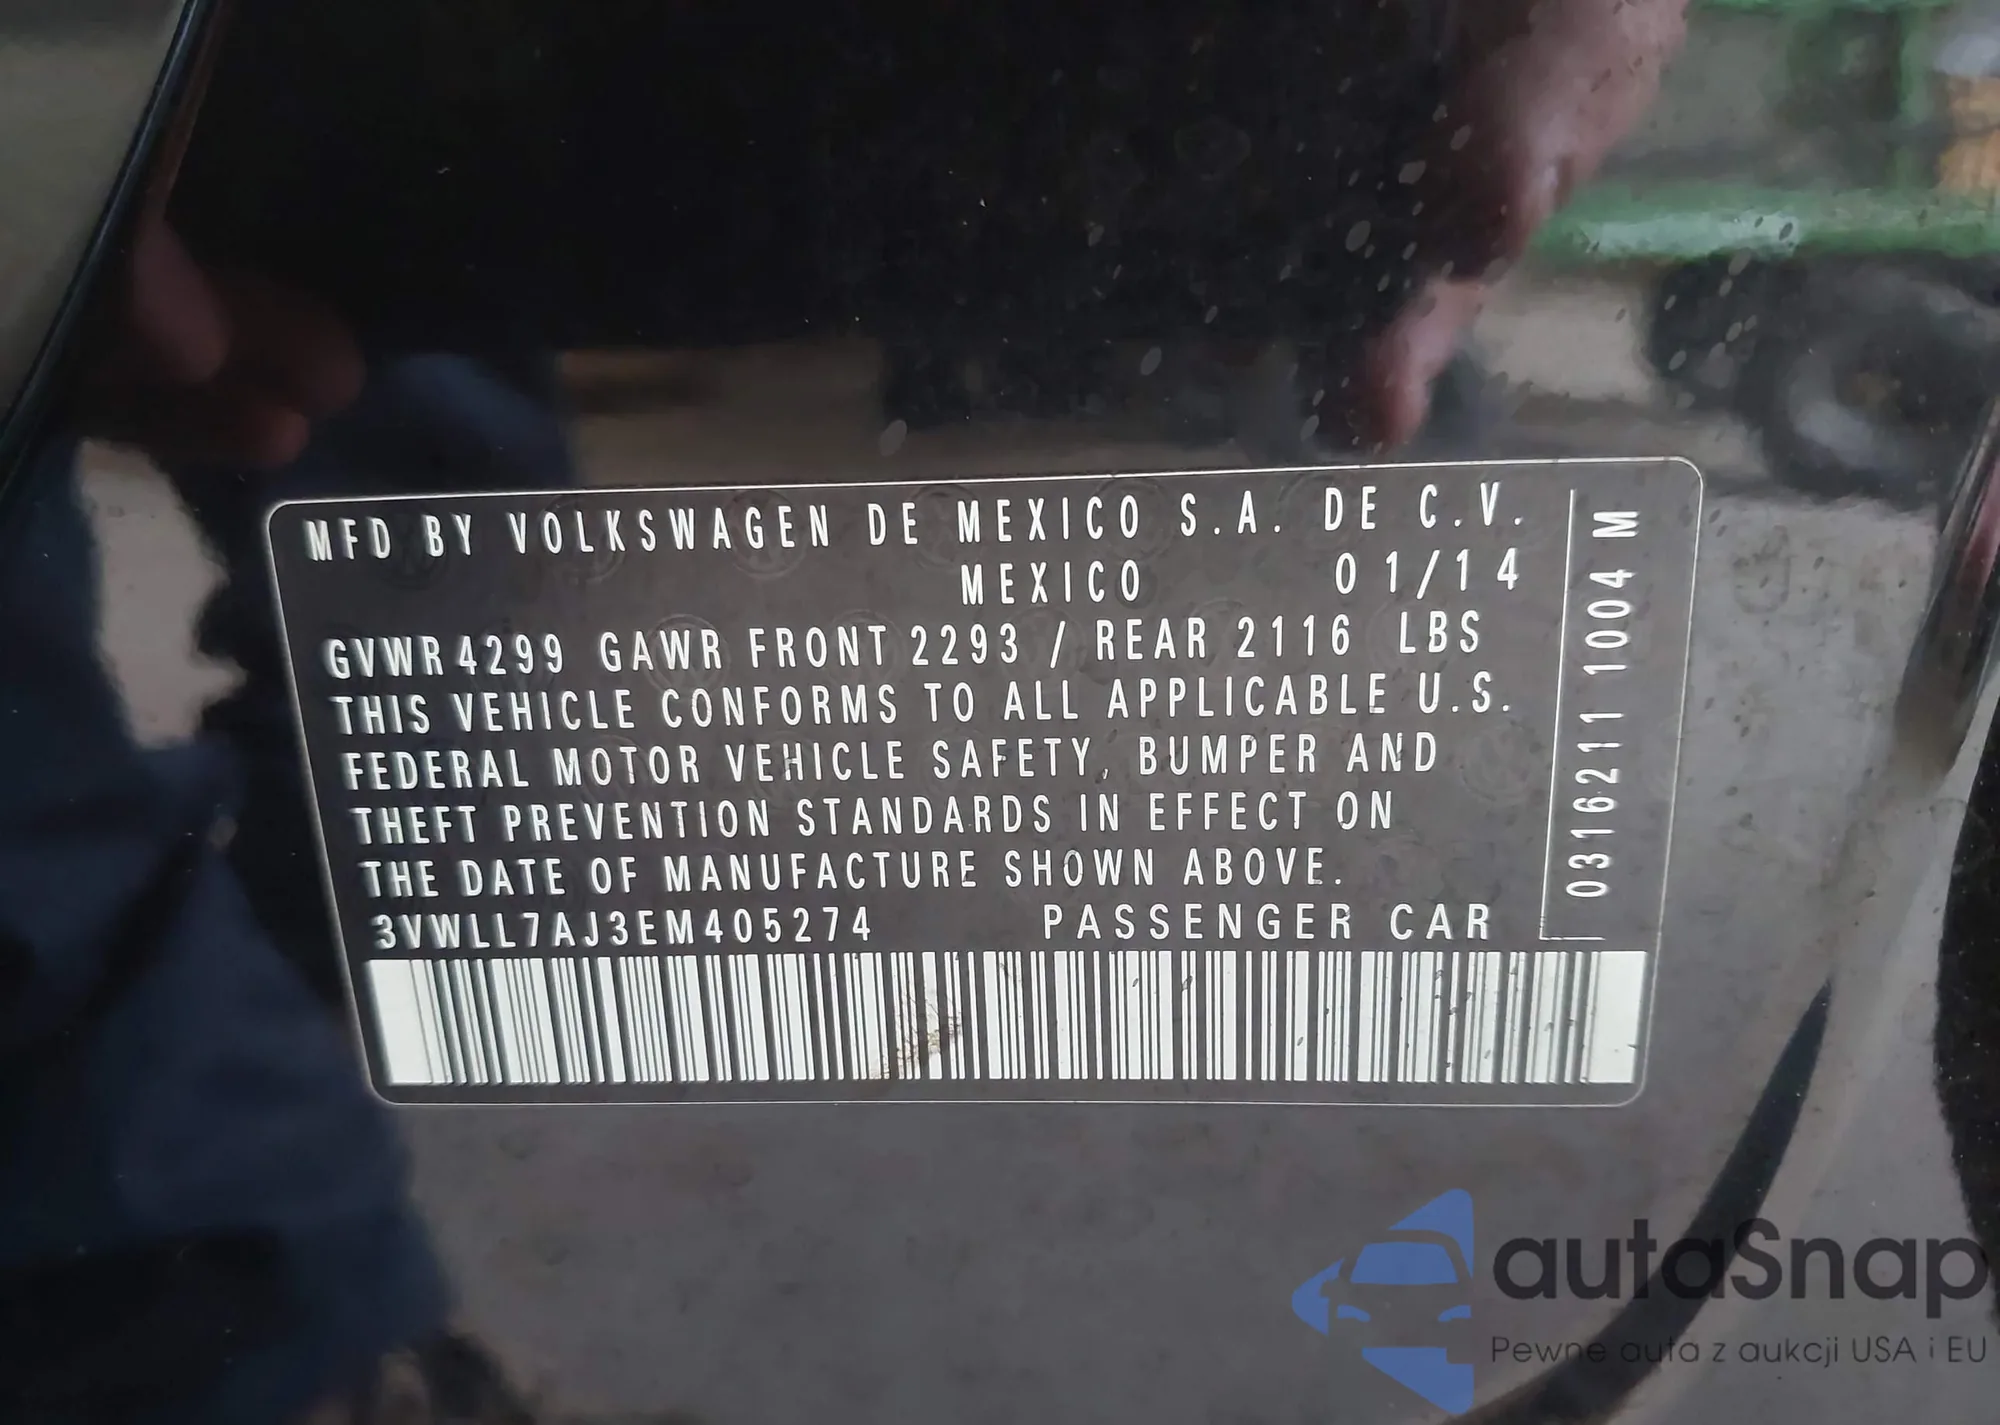 MFD BY VOLKSWAGEN DE MEXICO S.A. DE C.V.
MEXICO 01/14
GVWR 4299 GAWR FRONT 2293 / REAR 2116 LBS
THIS VEHICLE CONFORMS TO ALL APPLICABLE U.S.
FEDERAL MOTOR VEHICLE SAFETY, BUMPER AND
THEFT PREVENTION STANDARDS IN EFFECT ON
THE DATE OF MANUFACTURE SHOWN ABOVE.
3VWLL7AJ3EM405274 PASSENGER CAR
0316211 1004 M
autaSnap
Pewne auta z aukcji USA i EU